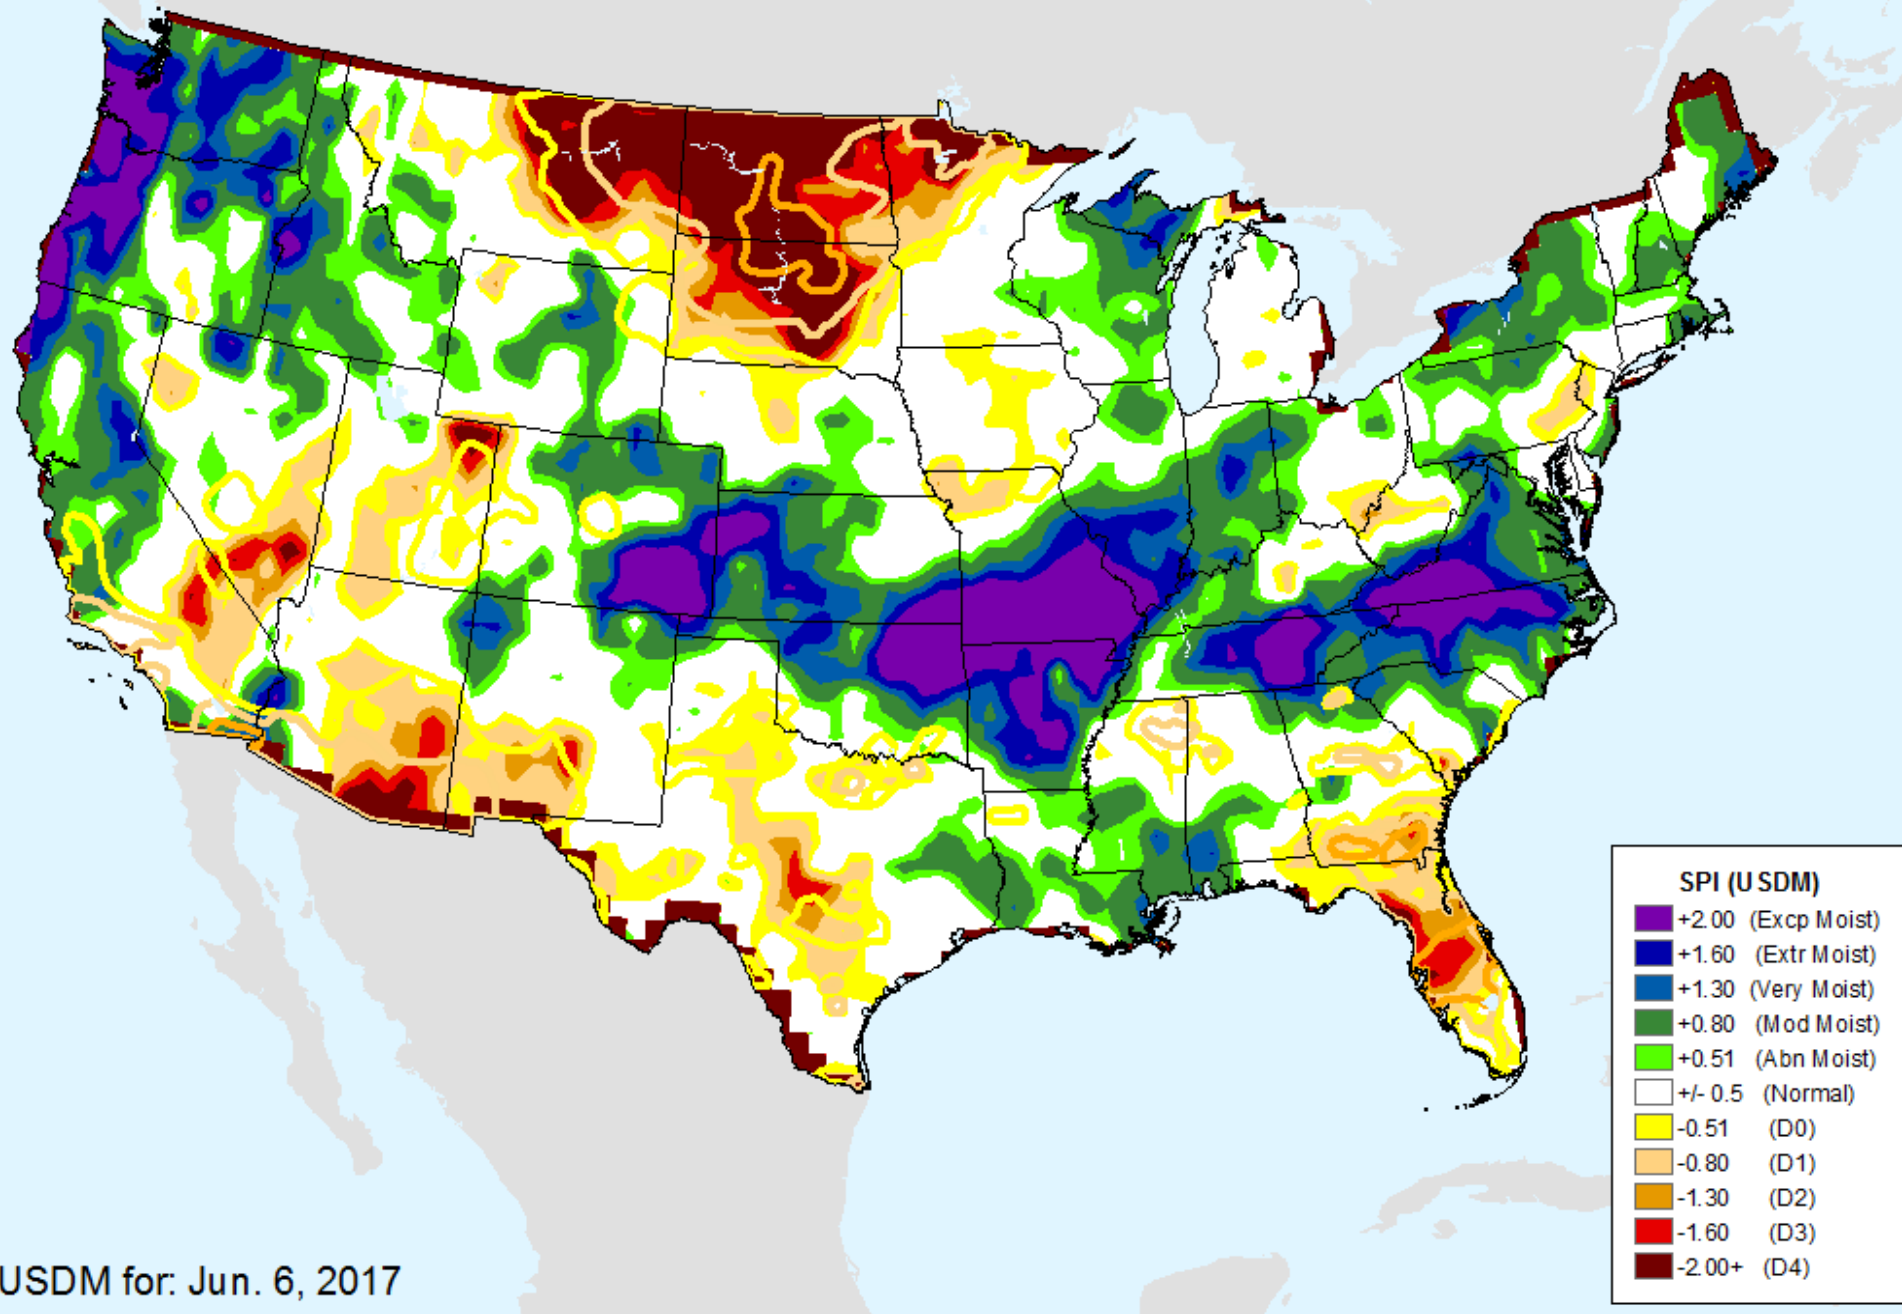 SPI (USDM)
+2.00 (Excp Moist)
+1.60 (Extr Moist)
+1.30 (Very Moist)
+0.80 (Mod Moist)
+0.51 (Abn Moist)
+/- 0.5 (Normal)
-0.51 (D0)
-0.80 (D1)
-1.30 (D2)
-1.60 (D3)
-2.00+ (D4)
USDM for: Jun. 6, 2017